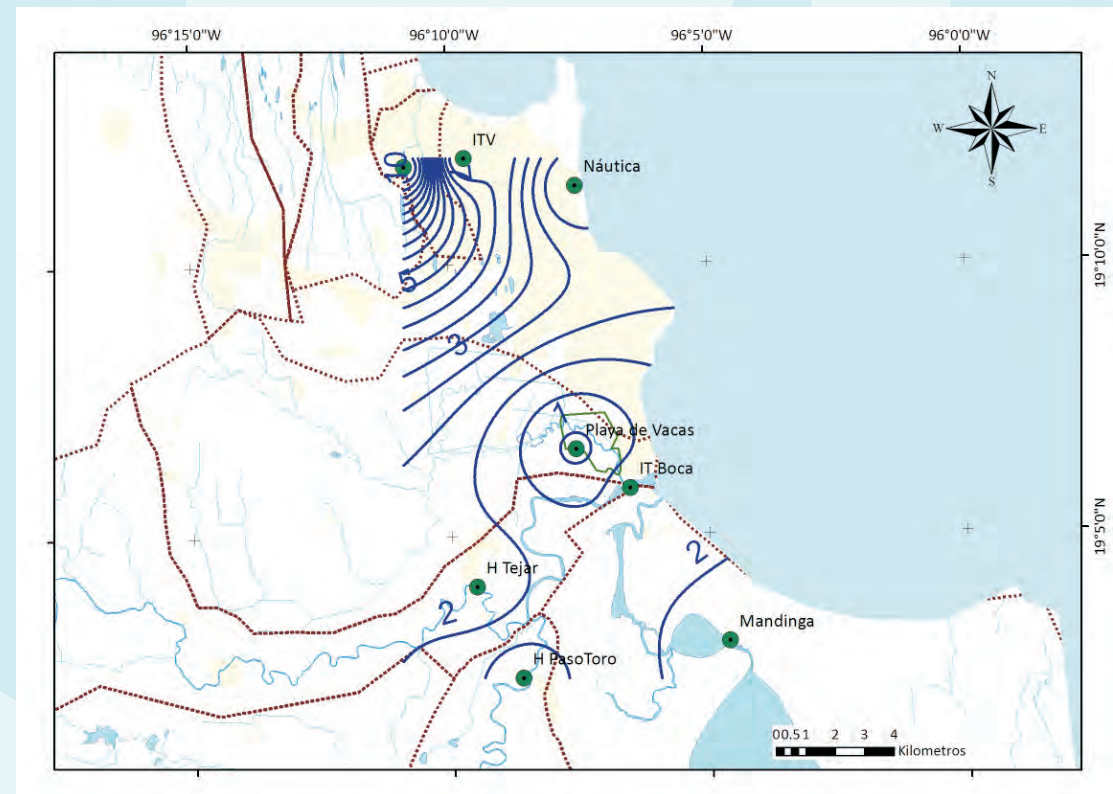 96°15'0"W 96°10'0"W 96°5'0"W 96°0'0"W
N
W E
S
ITV
10
Náutica
19°10'0"N
5
3
1
Playa de Vacas
IT Boca
19°5'0"N
2
H Tejar
2
Mandinga
H PasoToro
00.51 2 3 4
Kilometros